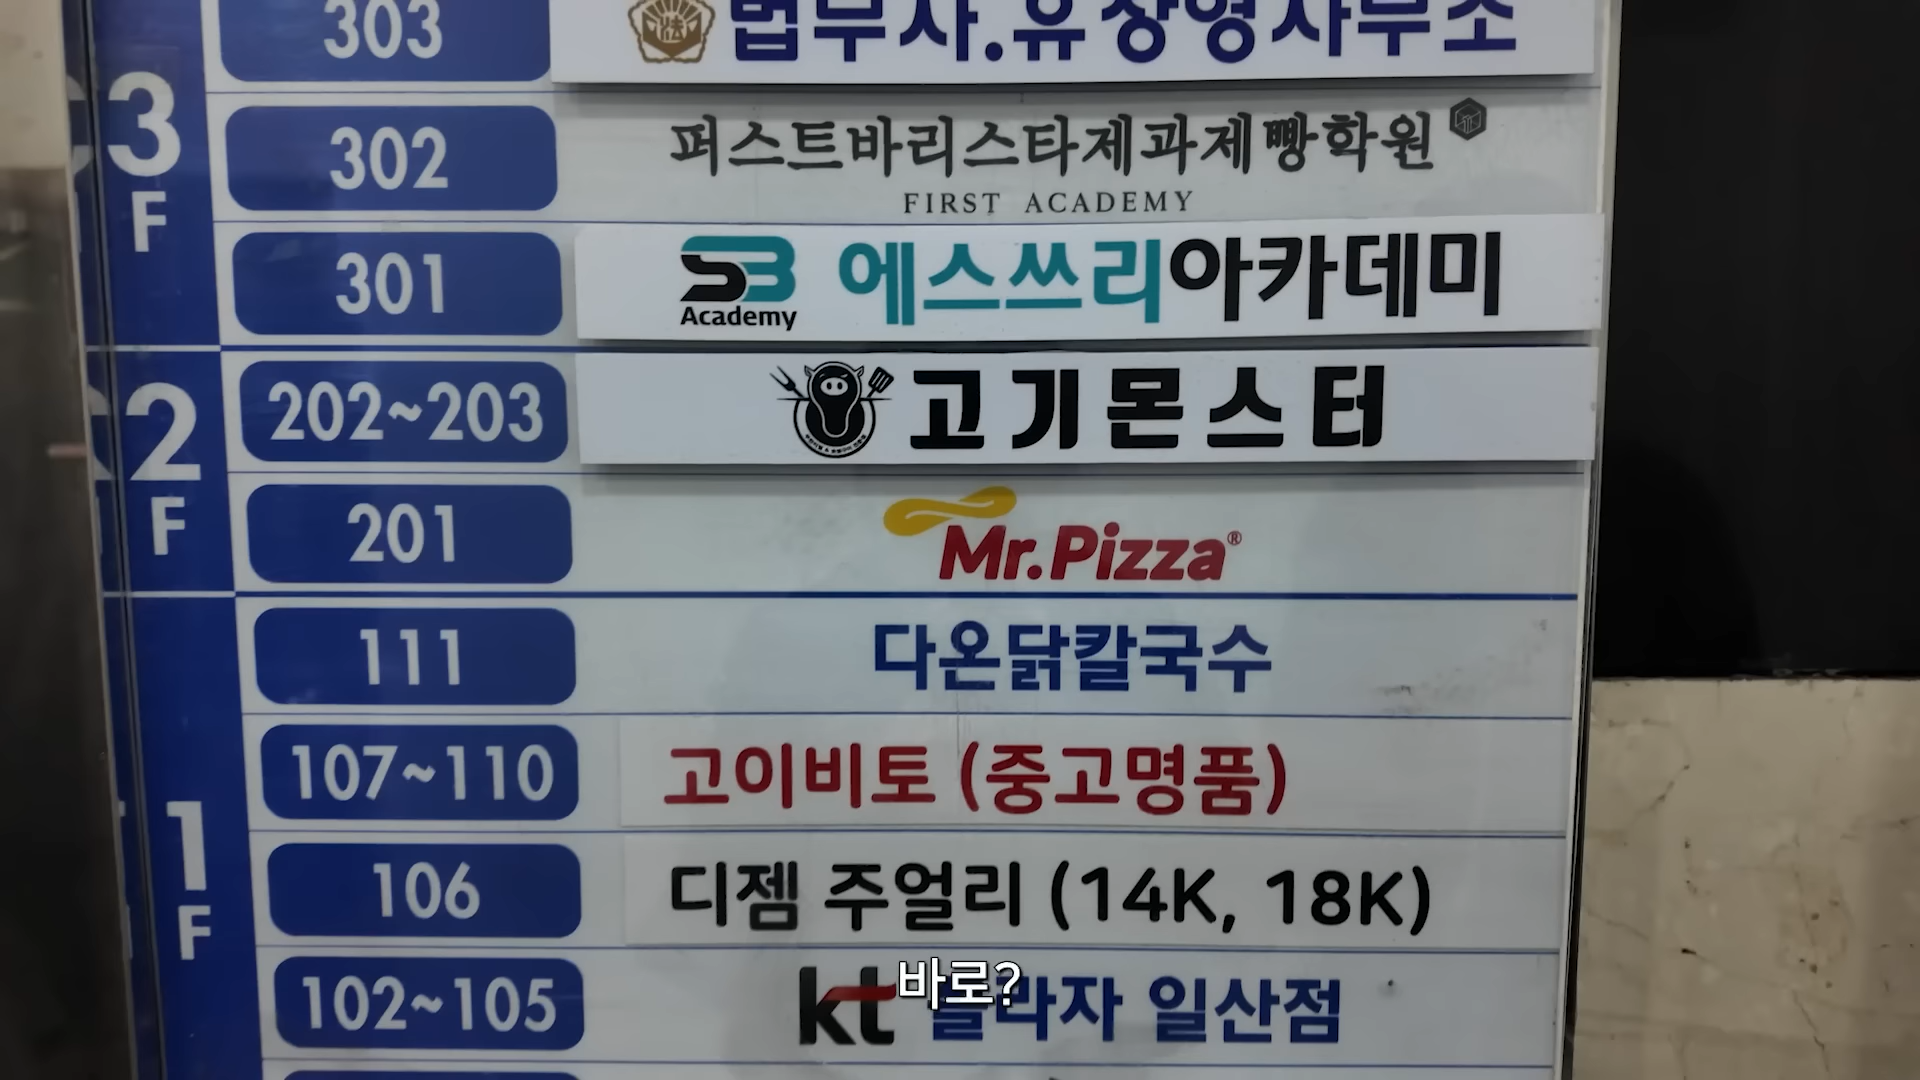 303 법무사.유창영사무소
3F
302 퍼스트바리스타제과제빵학원
FIRST ACADEMY
301 S3 Academy 에스쓰리아카데미
2F
202~203 고기몬스터
201 Mr.Pizza®
1F
111 다온닭칼국수
107~110 고이비토 (중고명품)
106 디젬 주얼리 (14K, 18K)
102~105 kt 플라자 일산점
바로?